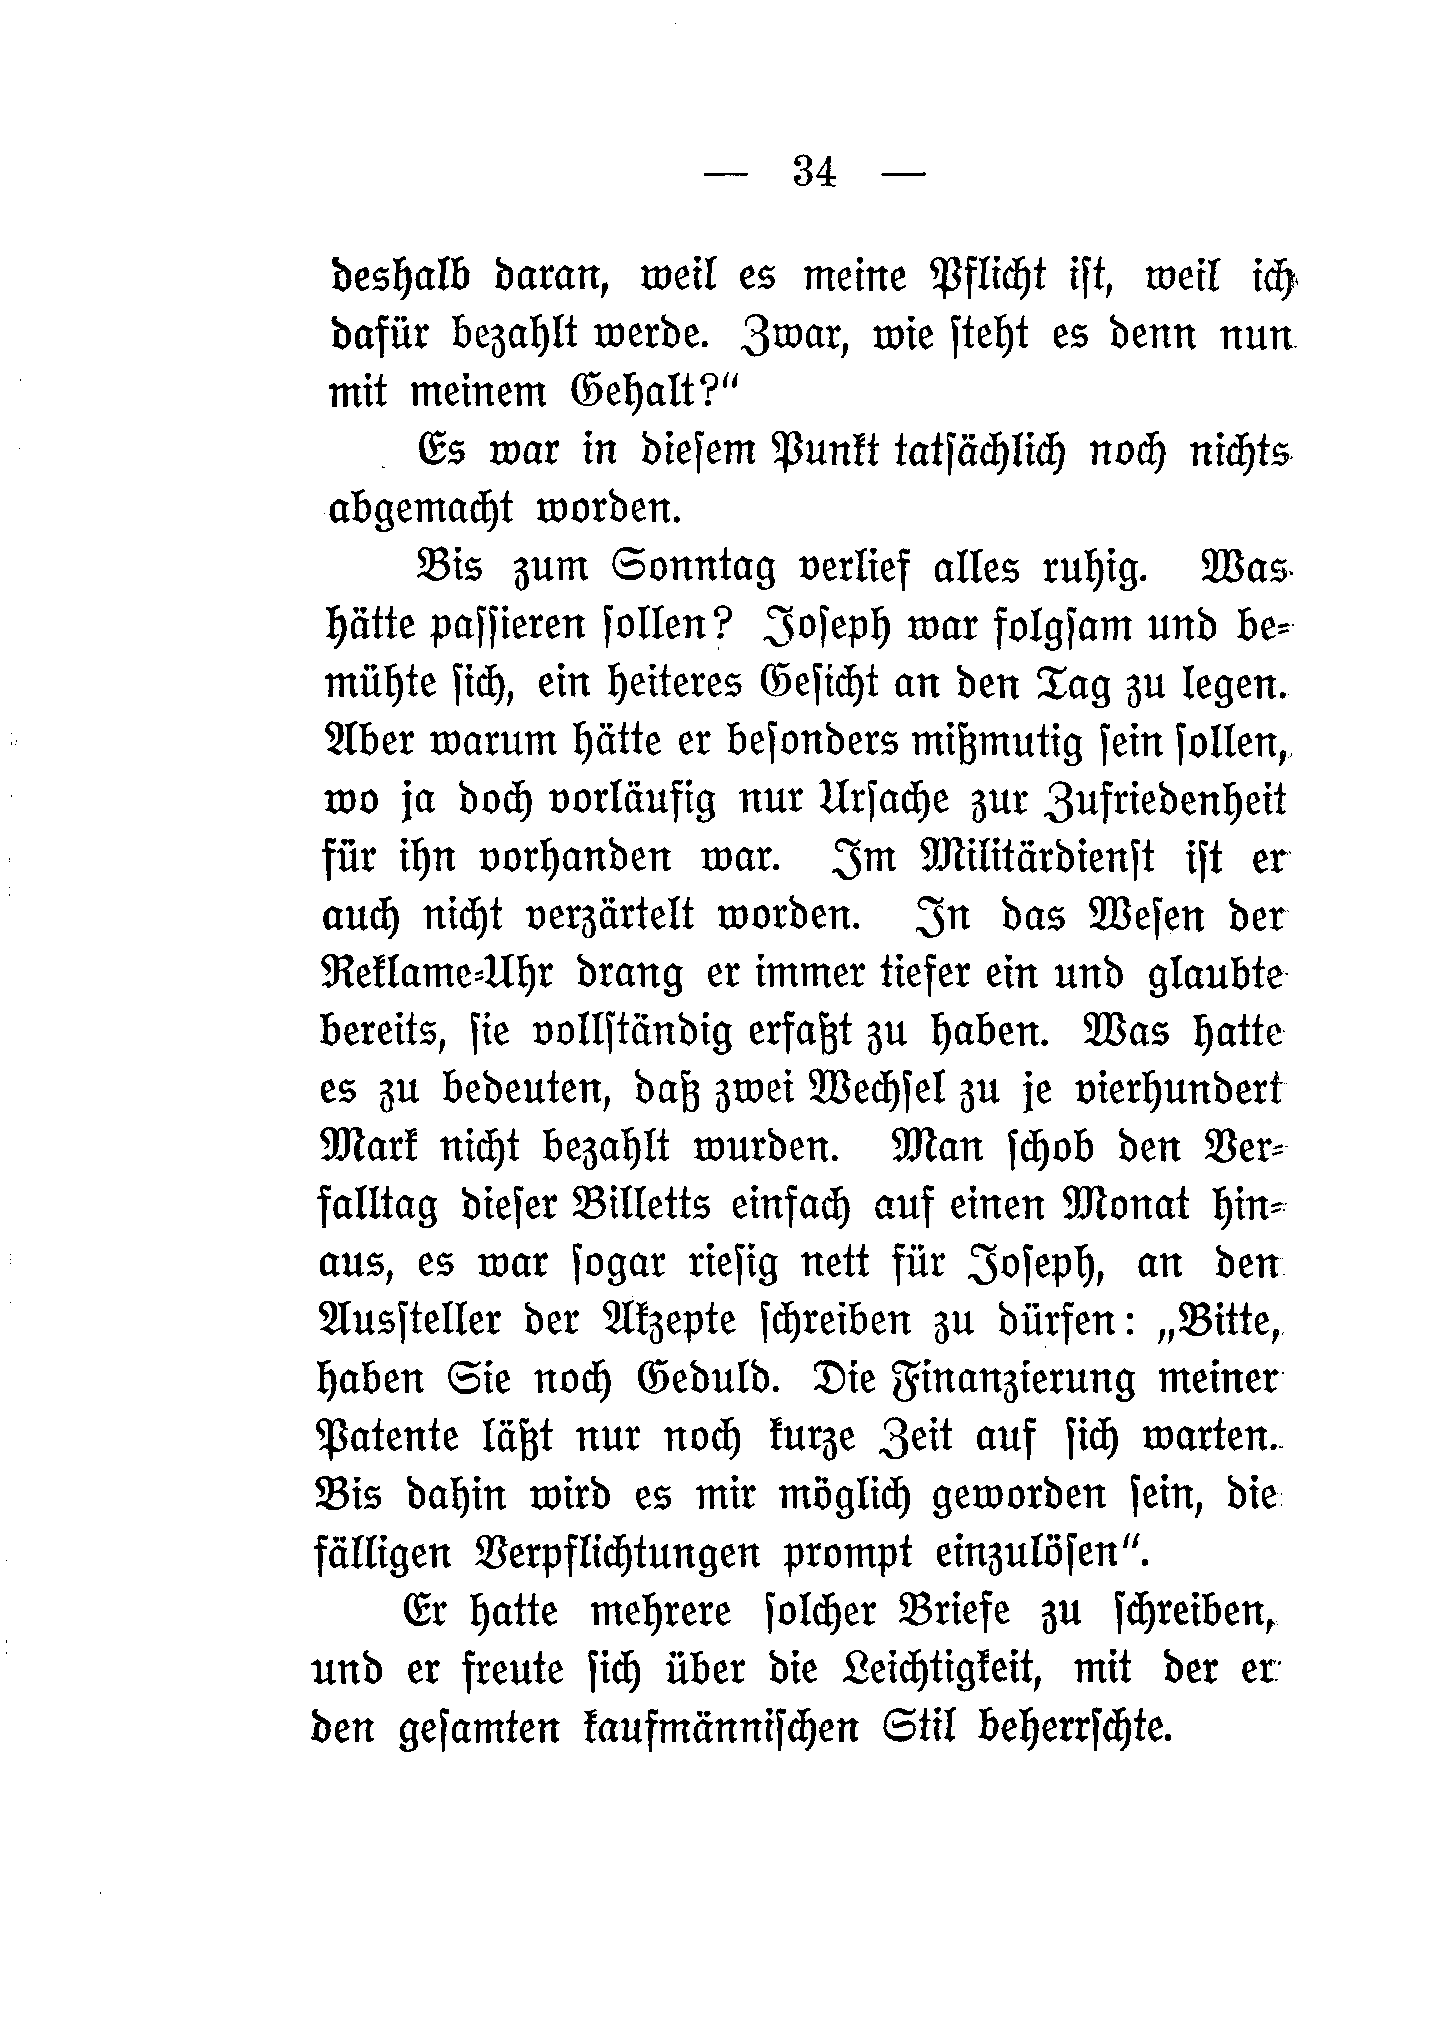 — 34 —
deshalb daran, weil es meine Pflicht ist, weil ich
dafür bezahlt werde. Zwar, wie steht es denn nun
mit meinem Gehalt?“
Es war in diesem Punkt tatsächlich noch nichts
abgemacht worden.
Bis zum Sonntag verlief alles ruhig. Was
hätte passieren sollen? Joseph war folgsam und be-
mühte sich, ein heiteres Gesicht an den Tag zu legen.
Aber warum hätte er besonders mißmutig sein sollen,
wo ja doch vorläufig nur Ursache zur Zufriedenheit
für ihn vorhanden war. Im Militärdienst ist er
auch nicht verzärtelt worden. In das Wesen der
Reklame-Uhr drang er immer tiefer ein und glaubte
bereits, sie vollständig erfaßt zu haben. Was hatte
es zu bedeuten, daß zwei Wechsel zu je vierhundert
Mark nicht bezahlt wurden. Man schob den Ver-
falltag dieser Billetts einfach auf einen Monat hin-
aus, es war sogar riesig nett für Joseph, an den
Aussteller der Akzepte schreiben zu dürfen: „Bitte,
haben Sie noch Geduld. Die Finanzierung meiner
Patente läßt nur noch kurze Zeit auf sich warten.
Bis dahin wird es mir möglich geworden sein, die
fälligen Verpflichtungen prompt einzulösen“.
Er hatte mehrere solcher Briefe zu schreiben,
und er freute sich über die Leichtigkeit, mit der er
den gesamten kaufmännischen Stil beherrschte.